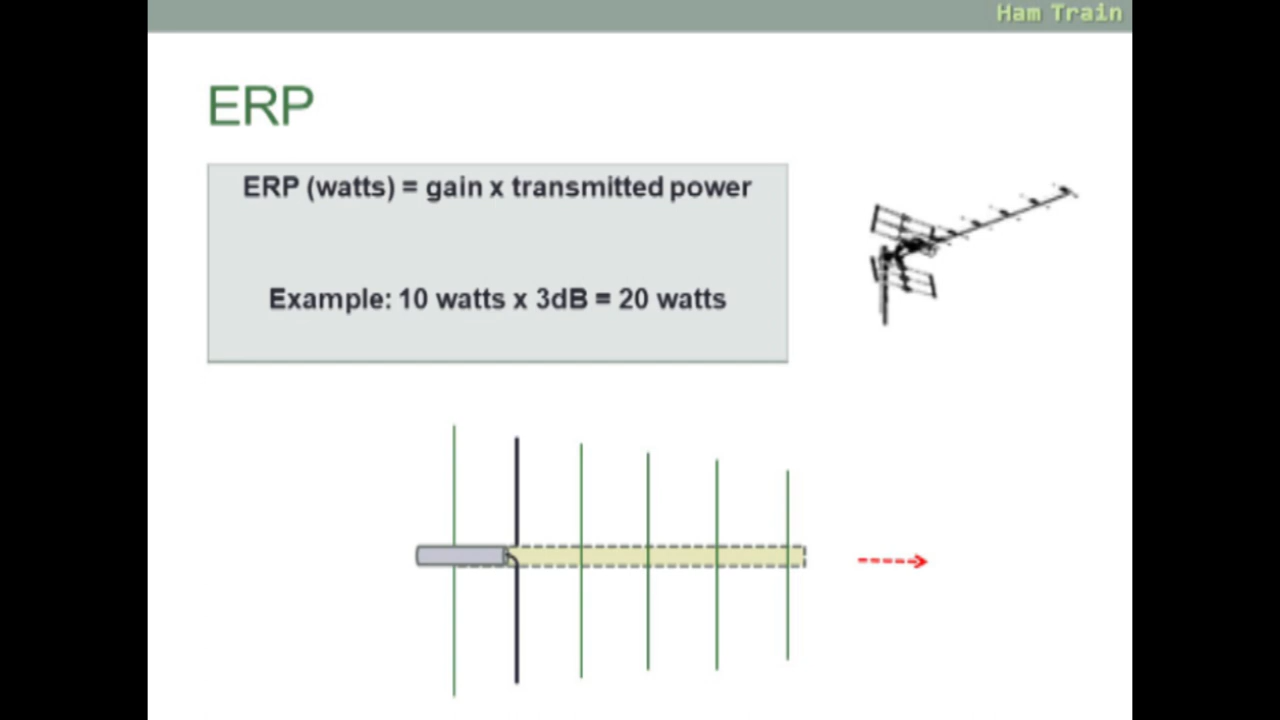 Ham Train
ERP
ERP (watts) = gain x transmitted power
Example: 10 watts x 3dB = 20 watts